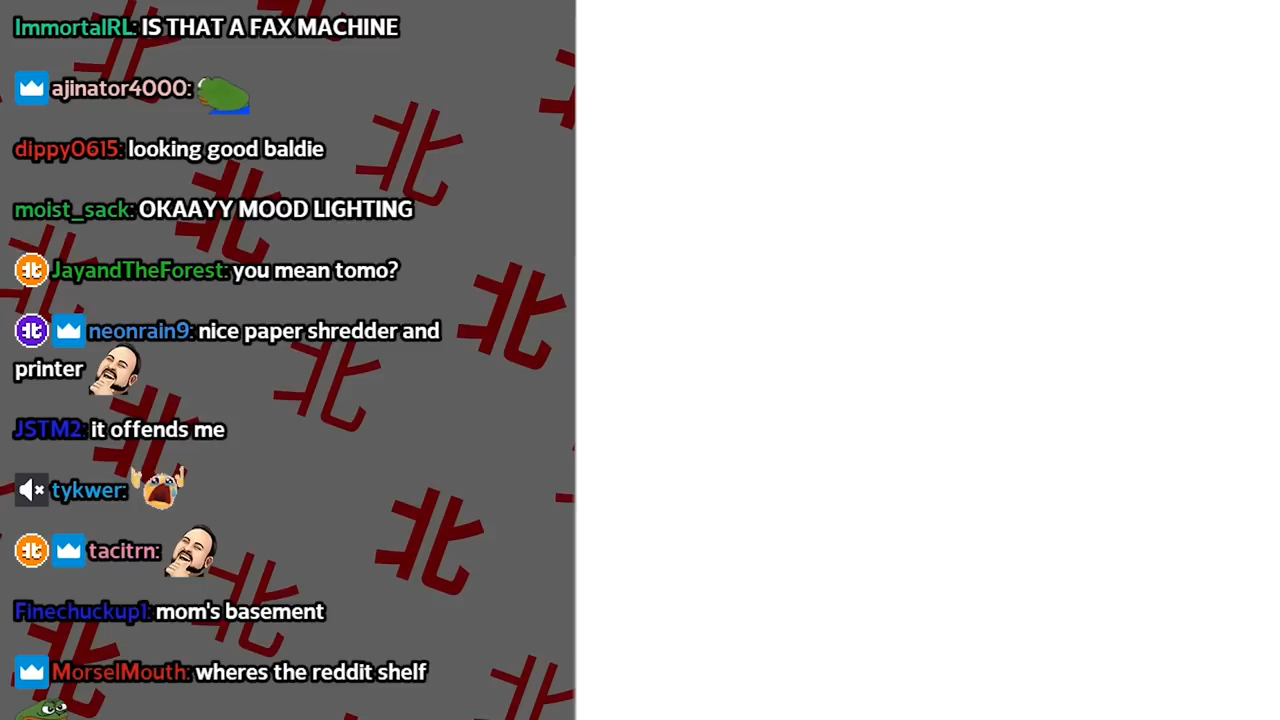 ImmortalRL: IS THAT A FAX MACHINE
ajinator4000:
dippy0615: looking good baldie
moist_sack: OKAAYY MOOD LIGHTING
JayandTheForest: you mean tomo?
neonrain9: nice paper shredder and
printer
JSTM2: it offends me
tykwer:
tacitrn:
Finechuckup1: mom's basement
MorselMouth: wheres the reddit shelf
北